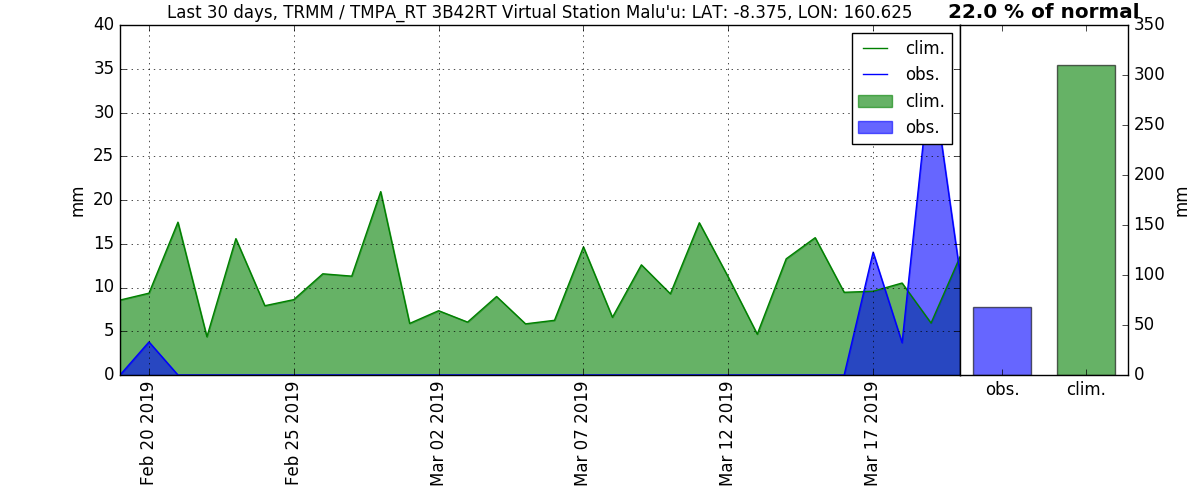 Last 30 days, TRMM / TMPA_RT 3B42RT Virtual Station Malu'u: LAT: -8.375, LON: 160.625
22.0 % of normal
40
35
30
25
20
15
10
5
0
mm
clim.
obs.
clim.
obs.
350
300
250
200
150
100
50
0
mm
obs.
clim.
Feb 20 2019
Feb 25 2019
Mar 02 2019
Mar 07 2019
Mar 12 2019
Mar 17 2019